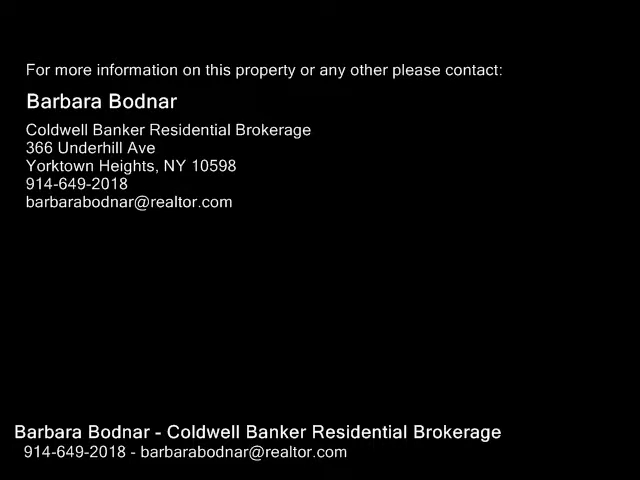 For more information on this property or any other please contact:
Barbara Bodnar
Coldwell Banker Residential Brokerage
366 Underhill Ave
Yorktown Heights, NY 10598
914-649-2018
barbarabodnar@realtor.com
Barbara Bodnar - Coldwell Banker Residential Brokerage
914-649-2018 - barbarabodnar@realtor.com